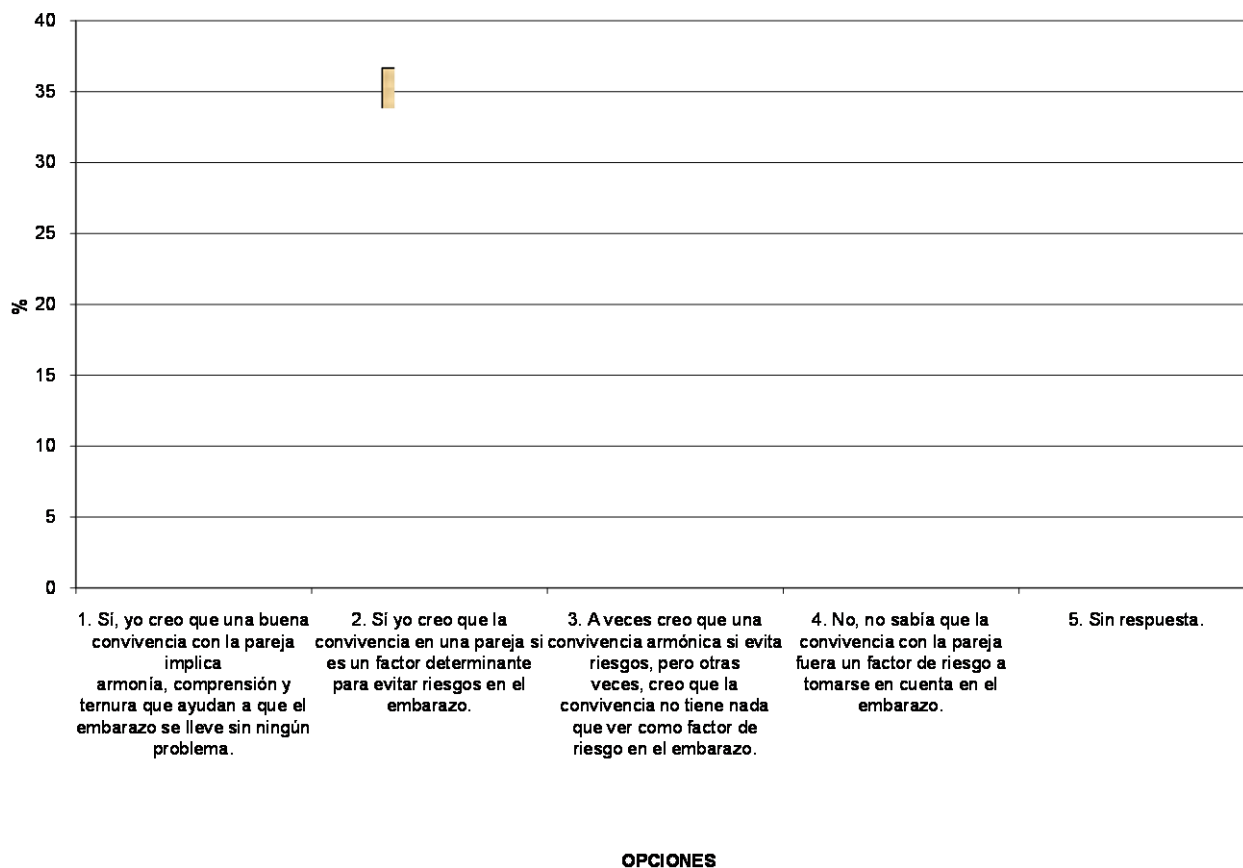 40
35
30
25
20
15
10
5
0
%
1. Sí, yo creo que una buena
convivencia con la pareja
implica
armonía, comprensión y
ternura que ayudan a que el
embarazo se lleve sin ningún
problema.
2. Sí yo creo que la
convivencia en una pareja si
es un factor determinante
para evitar riesgos en el
embarazo.
3. A veces creo que una
convivencia armónica si evita
riesgos, pero otras
veces, creo que la
convivencia no tiene nada
que ver como factor de
riesgo en el embarazo.
4. No, no sabía que la
convivencia con la pareja
fuera un factor de riesgo a
tomarse en cuenta en el
embarazo.
5. Sin respuesta.
OPCIONES